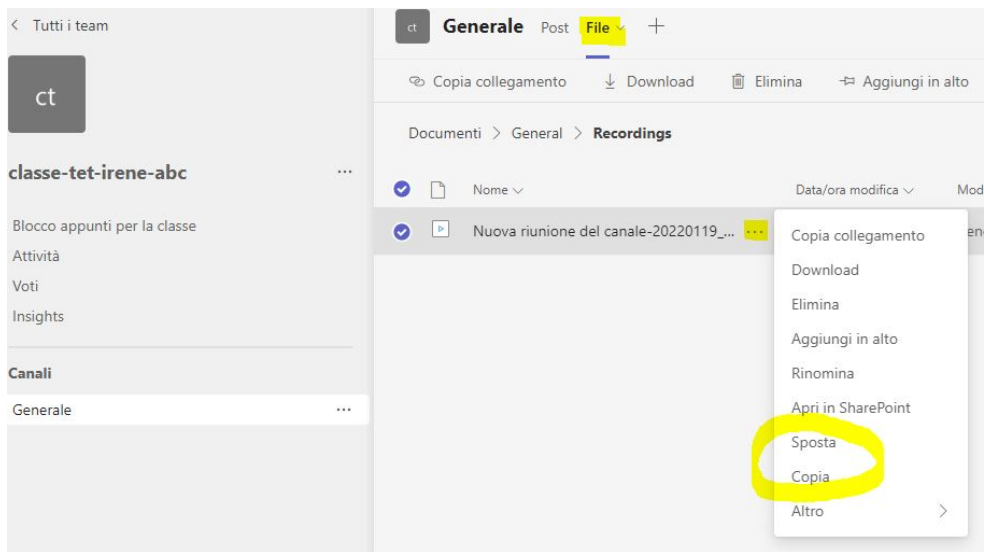 < Tutti i team
ct
classe-tet-irene-abc ...
Blocco appunti per la classe
Attività
Voti
Insights
Canali
Generale ...
ct Generale Post File +
Copia collegamento Download Elimina Aggiungi in alto
Documenti > General > Recordings
Nome Data/ora modifica Mod
Nuova riunione del canale-20220119_... ...
Copia collegamento
Download
Elimina
Aggiungi in alto
Rinomina
Apri in SharePoint
Sposta
Copia
Altro >